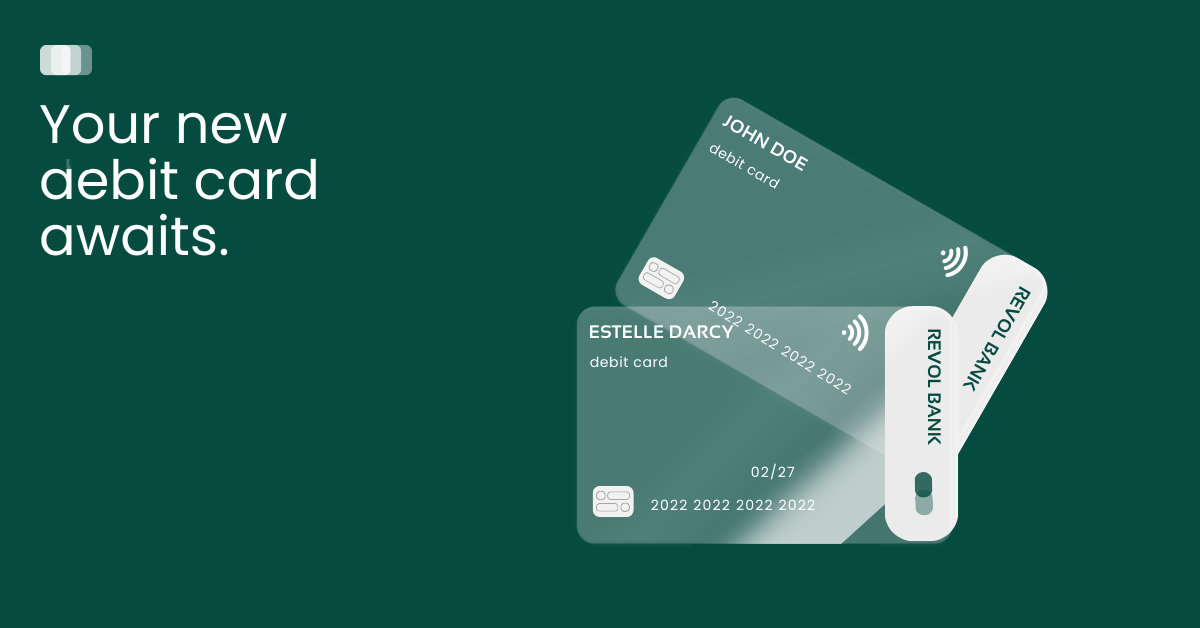 Your new
debit card
awaits.
JOHN DOE
debit card
2022 2022 2022 2022
REVOL BANK
ESTELLE DARCY
debit card
02/27
2022 2022 2022 2022
REVOL BANK